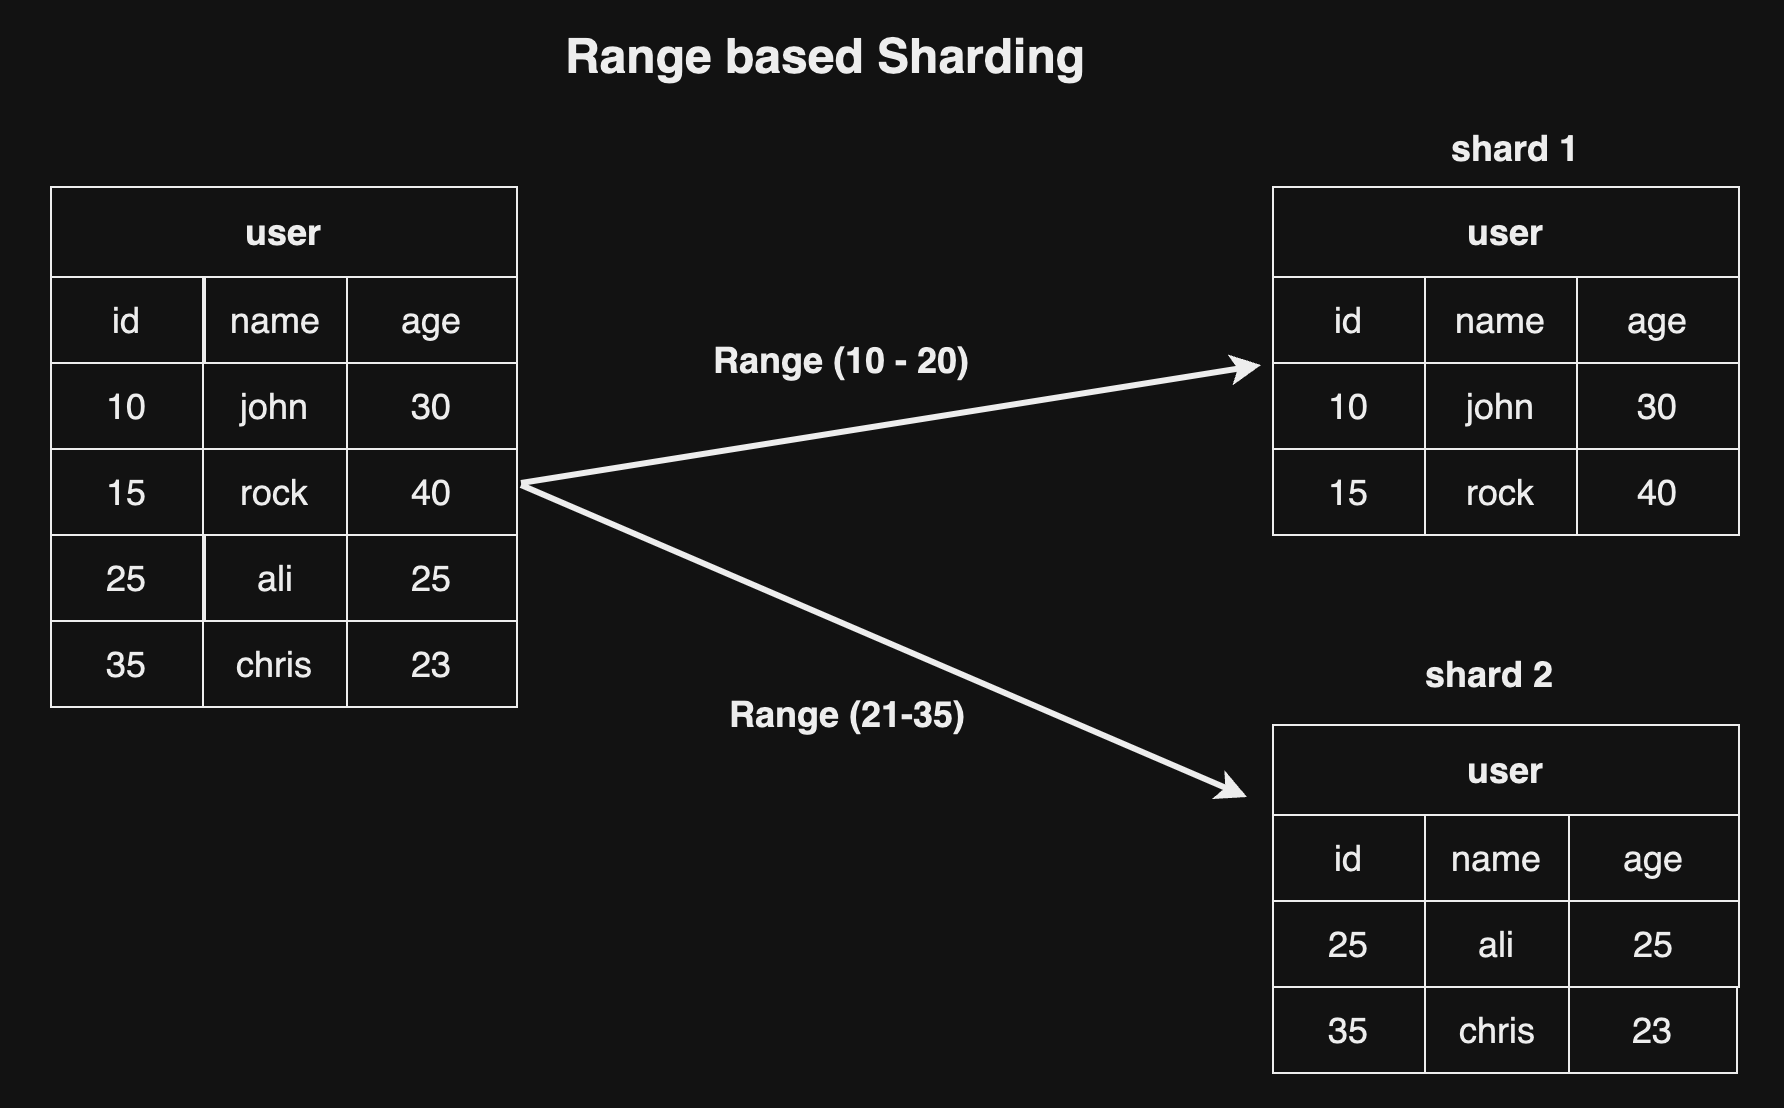 Range based Sharding
user
id name age
10 john 30
15 rock 40
25 ali 25
35 chris 23
Range (10 - 20)
Range (21-35)
shard 1
user
id name age
10 john 30
15 rock 40
shard 2
user
id name age
25 ali 25
35 chris 23